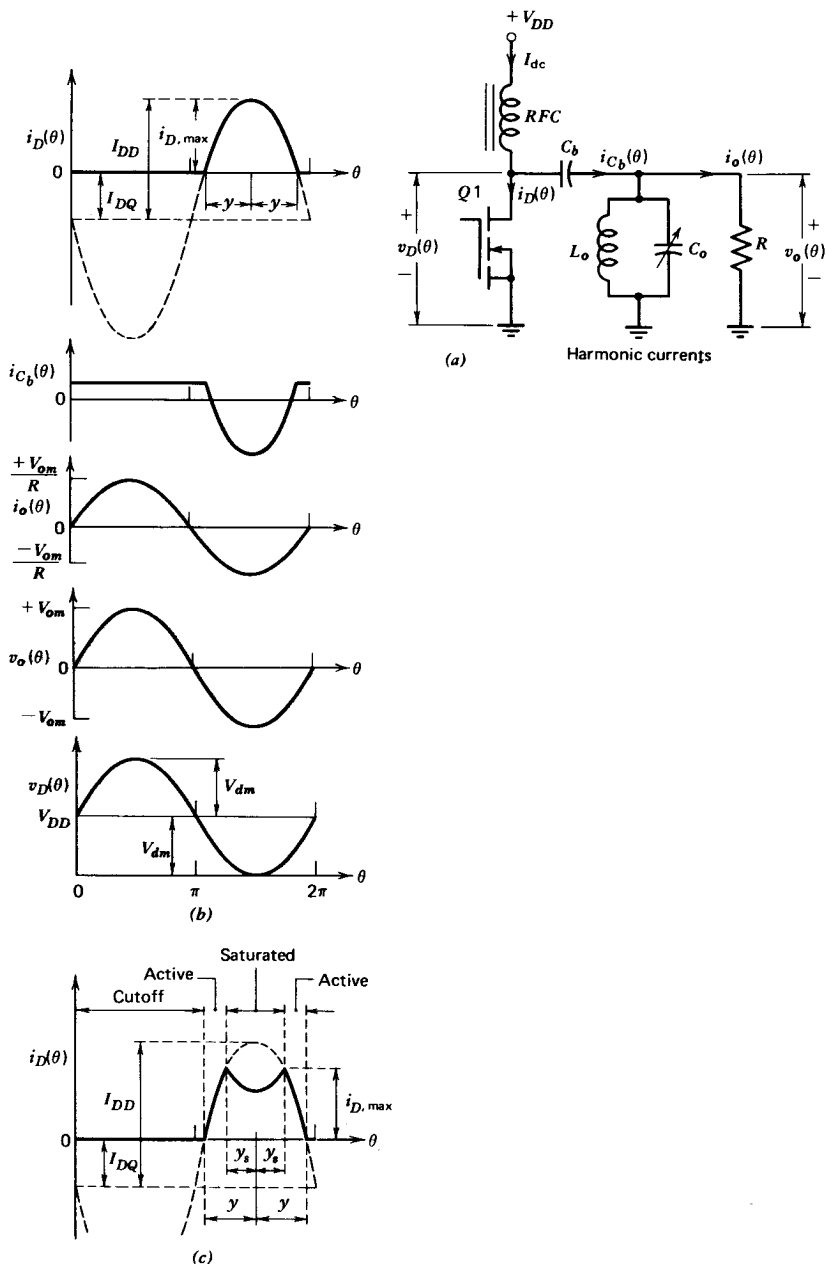 + V_DD
I_dc
RFC
C_b
i_Cb(θ)
i_o(θ)
Q1
i_D(θ)
+
v_D(θ)
−
L_o
C_o
R
+
v_o(θ)
−
(a)
Harmonic currents
i_D(θ)
0
I_DD
i_D, max
I_DQ
y
y
θ
i_Cb(θ)
0
θ
+ V_om
R
i_o(θ)
0
θ
− V_om
R
+ V_om
v_o(θ)
0
θ
− V_om
v_D(θ)
V_DD
V_dm
V_dm
0
π
2π
θ
(b)
Saturated
Active
Active
Cutoff
i_D(θ)
I_DD
i_D, max
0
θ
I_DQ
y_s
y_s
y
y
(c)